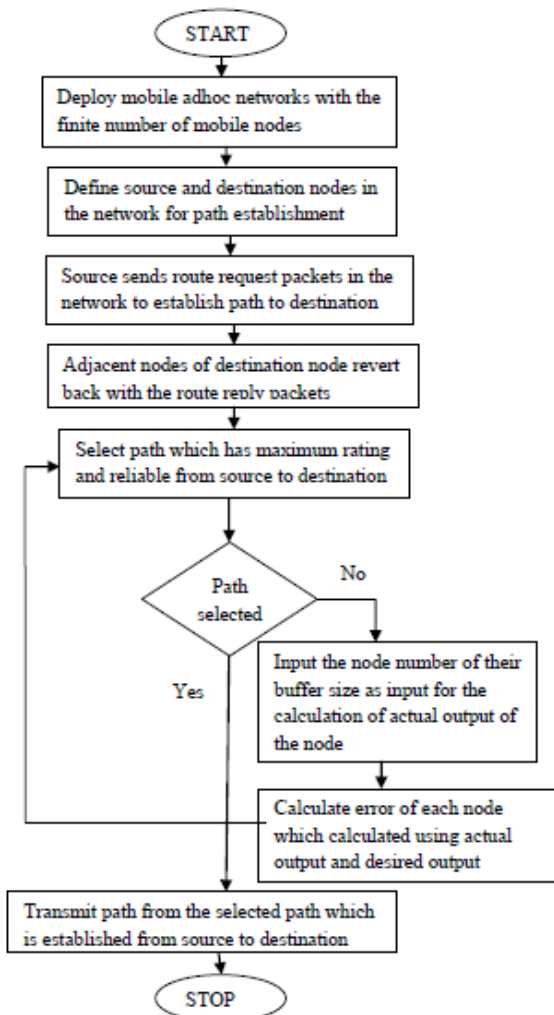 START
Deploy mobile adhoc networks with the
finite number of mobile nodes
Define source and destination nodes in
the network for path establishment
Source sends route request packets in the
network to establish path to destination
Adjacent nodes of destination node revert
back with the route reply packets
Select path which has maximum rating
and reliable from source to destination
Path
selected
No
Yes
Input the node number of their
buffer size as input for the
calculation of actual output of
the node
Calculate error of each node
which calculated using actual
output and desired output
Transmit path from the selected path which
is established from source to destination
STOP